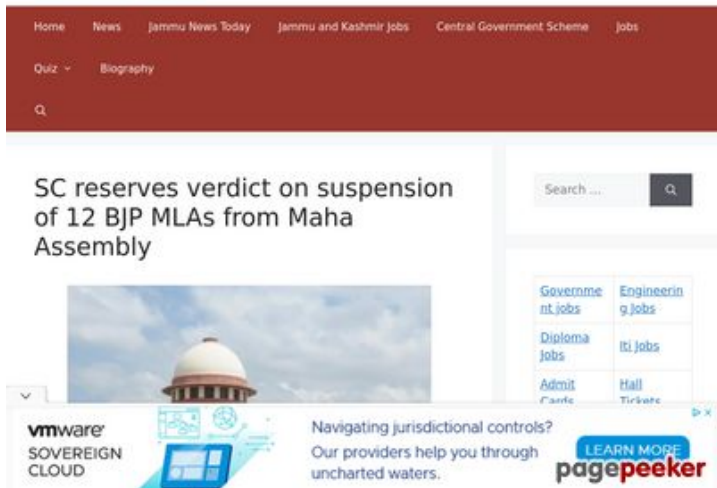 Home News Jammu News Today Jammu and Kashmir Jobs Central Government Scheme Jobs
Quiz Biography
SC reserves verdict on suspension
of 12 BJP MLAs from Maha
Assembly
Search ...
Governme
nt jobs
Engineerin
g Jobs
Diploma
Jobs
Iti Jobs
Admit
Cards
Hall
Tickets
vmware
SOVEREIGN
CLOUD
Navigating jurisdictional controls?
Our providers help you through
uncharted waters.
LEARN MORE
pagepeeker